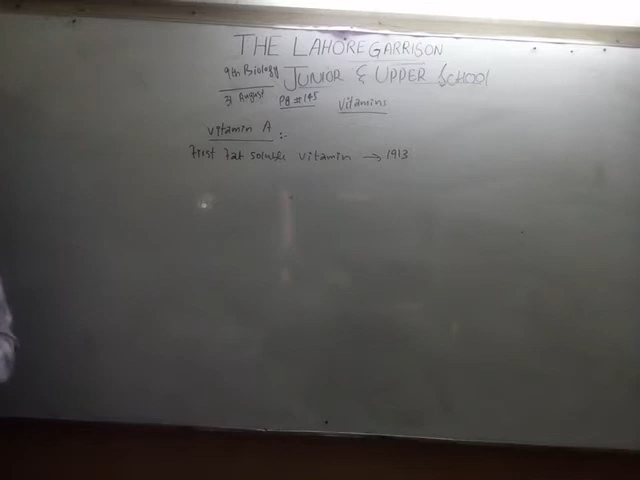 THE LAHORE GARRISON
9th Biology JUNIOR & UPPER SCHOOL
31 August Pg # 145 Vitamins
Vitamin A :-
First Fat soluble vitamin → 1913